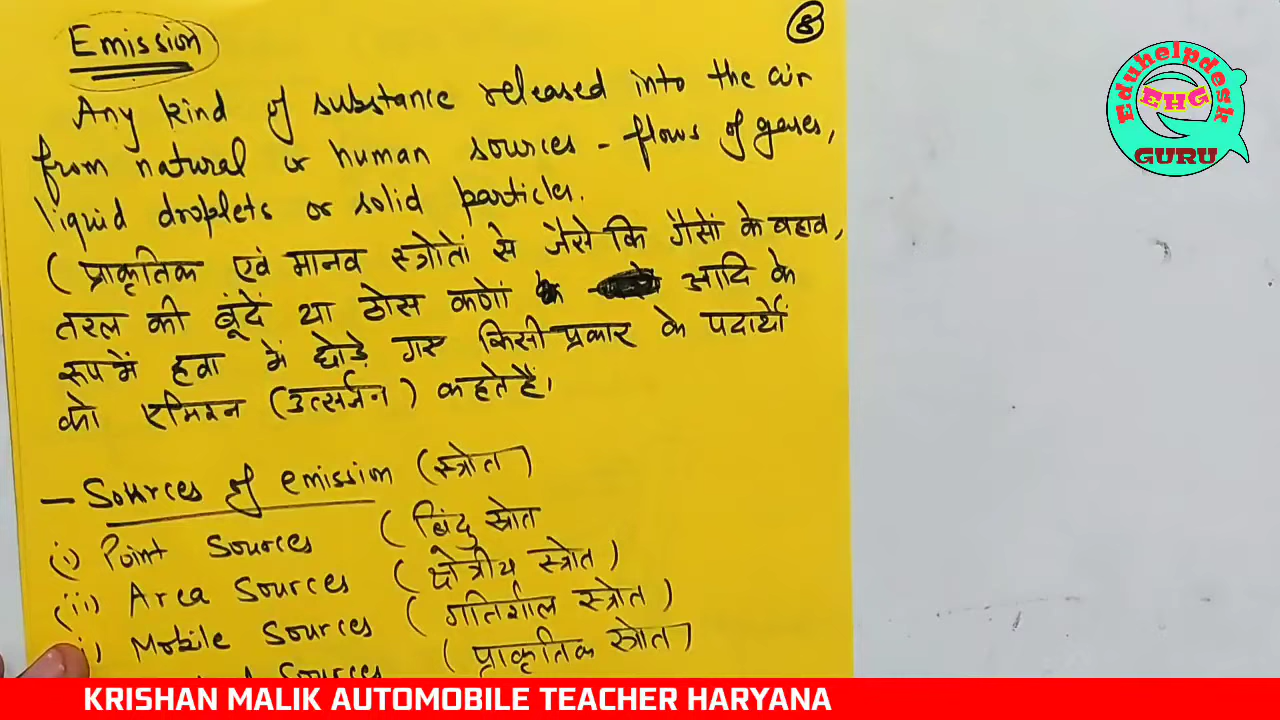 Emission
8
Any kind of substance released into the air
from natural or human sources - flows of gases,
liquid droplets or solid particles.
( प्राकृतिक एवं मानव स्त्रोतों से जैसे कि गैसों के बहाव,
तरल की बूंदें या ठोस कणों के आदि के
रूप में हवा में छोड़े गए किसी प्रकार के पदार्थों
को एमिशन (उत्सर्जन) कहते हैं।
- Sources of emission (स्त्रोत)
(i) Point Sources (बिंदु स्रोत
(ii) Area Sources (क्षेत्रीय स्त्रोत)
i) Mobile Sources (गतिशील स्त्रोत)
Sources (प्राकृतिक स्त्रोत)
Eduhelpdesk
EHG
GURU
KRISHAN MALIK AUTOMOBILE TEACHER HARYANA